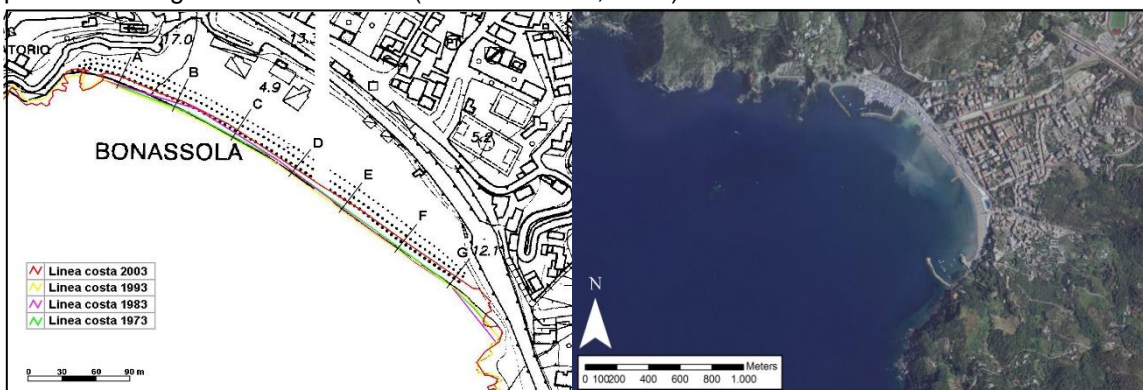 17.0
13.
TORIO
A
B
4.9
C
5.2
BONASSOLA
D
E
F
G 12.1
Linea costa 2003
Linea costa 1993
Linea costa 1983
Linea costa 1973
0 30 60 90 m
N
Meters
0 100200 400 600 800 1.000